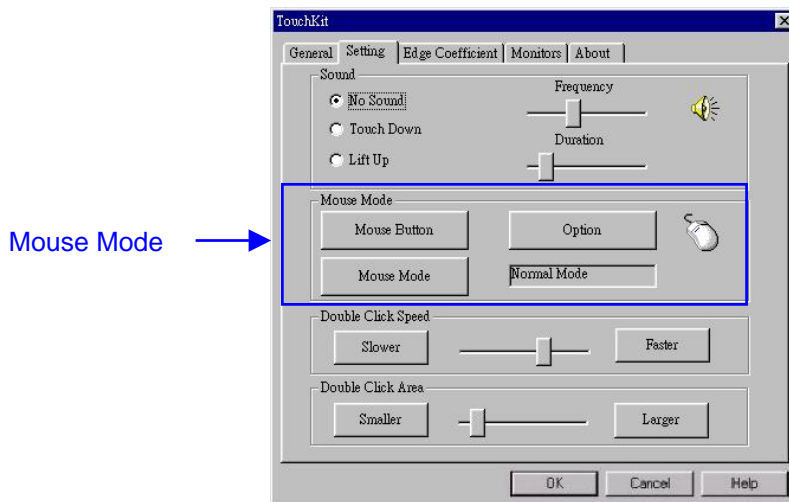 TouchKit
General Setting Edge Coefficient Monitors About
Sound
No Sound
Touch Down
Lift Up
Frequency
Duration
Mouse Mode
Mouse Mode
Mouse Button Option
Mouse Mode Normal Mode
Double Click Speed
Slower Faster
Double Click Area
Smaller Larger
OK Cancel Help